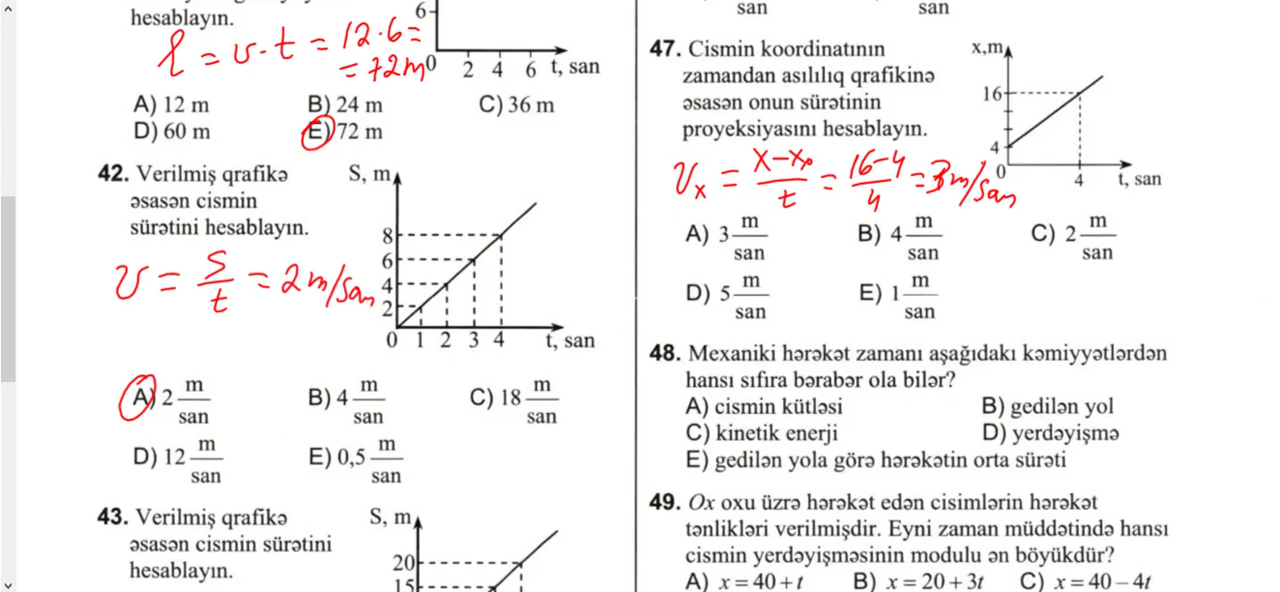 hesablayın.
6
l = v·t = 12·6 =
= 72m
0 2 4 6 t, san
A) 12 m B) 24 m C) 36 m
D) 60 m E) 72 m
42. Verilmiş qrafikə
əsasən cismin
sürətini hesablayın.
S, m
8
6
4
2
0 1 2 3 4 t, san
v = s/t = 2m/san
A) 2 m/san B) 4 m/san C) 18 m/san
D) 12 m/san E) 0,5 m/san
43. Verilmiş qrafikə
əsasən cismin sürətini
hesablayın.
S, m
20
15
san san
47. Cismin koordinatının
zamandan asılılıq qrafikinə
əsasən onun sürətinin
proyeksiyasını hesablayın.
x,m
16
4
0 4 t, san
vₓ = x-x₀/t = 16-4/4 = 3m/san
A) 3 m/san B) 4 m/san C) 2 m/san
D) 5 m/san E) 1 m/san
48. Mexaniki hərəkət zamanı aşağıdakı kəmiyyətlərdən
hansı sıfıra bərabər ola bilər?
A) cismin kütləsi B) gedilən yol
C) kinetik enerji D) yerdəyişmə
E) gedilən yola görə hərəkətin orta sürəti
49. Ox oxu üzrə hərəkət edən cisimlərin hərəkət
tənlikləri verilmişdir. Eyni zaman müddətində hansı
cismin yerdəyişməsinin modulu ən böyükdür?
A) x = 40 + t B) x = 20 + 3t C) x = 40 – 4t